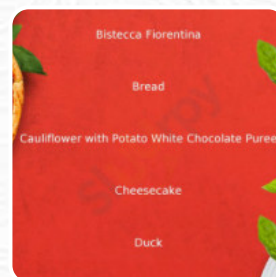 Bistecca Fiorentina
Bread
Cauliflower with Potato White Chocolate Puree
Cheesecake
Duck